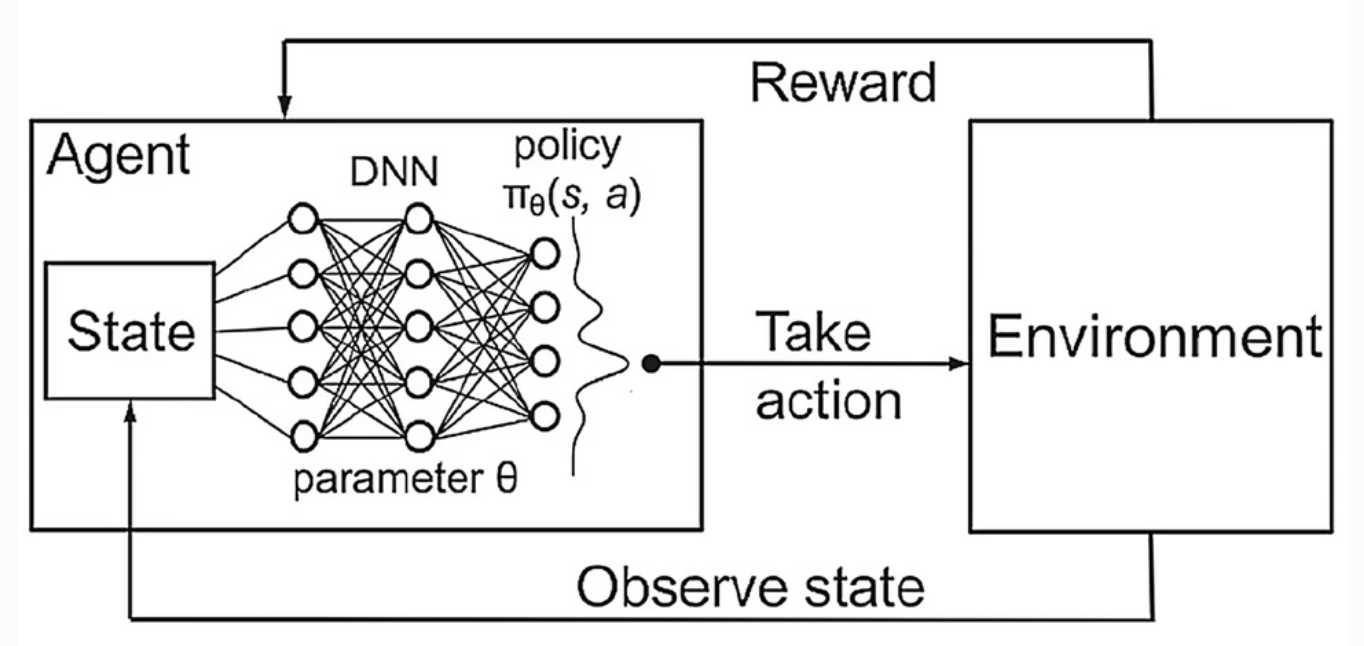 Reward
Agent
policy
DNN
πθ(s, a)
State
Take
action
Environment
parameter θ
Observe state